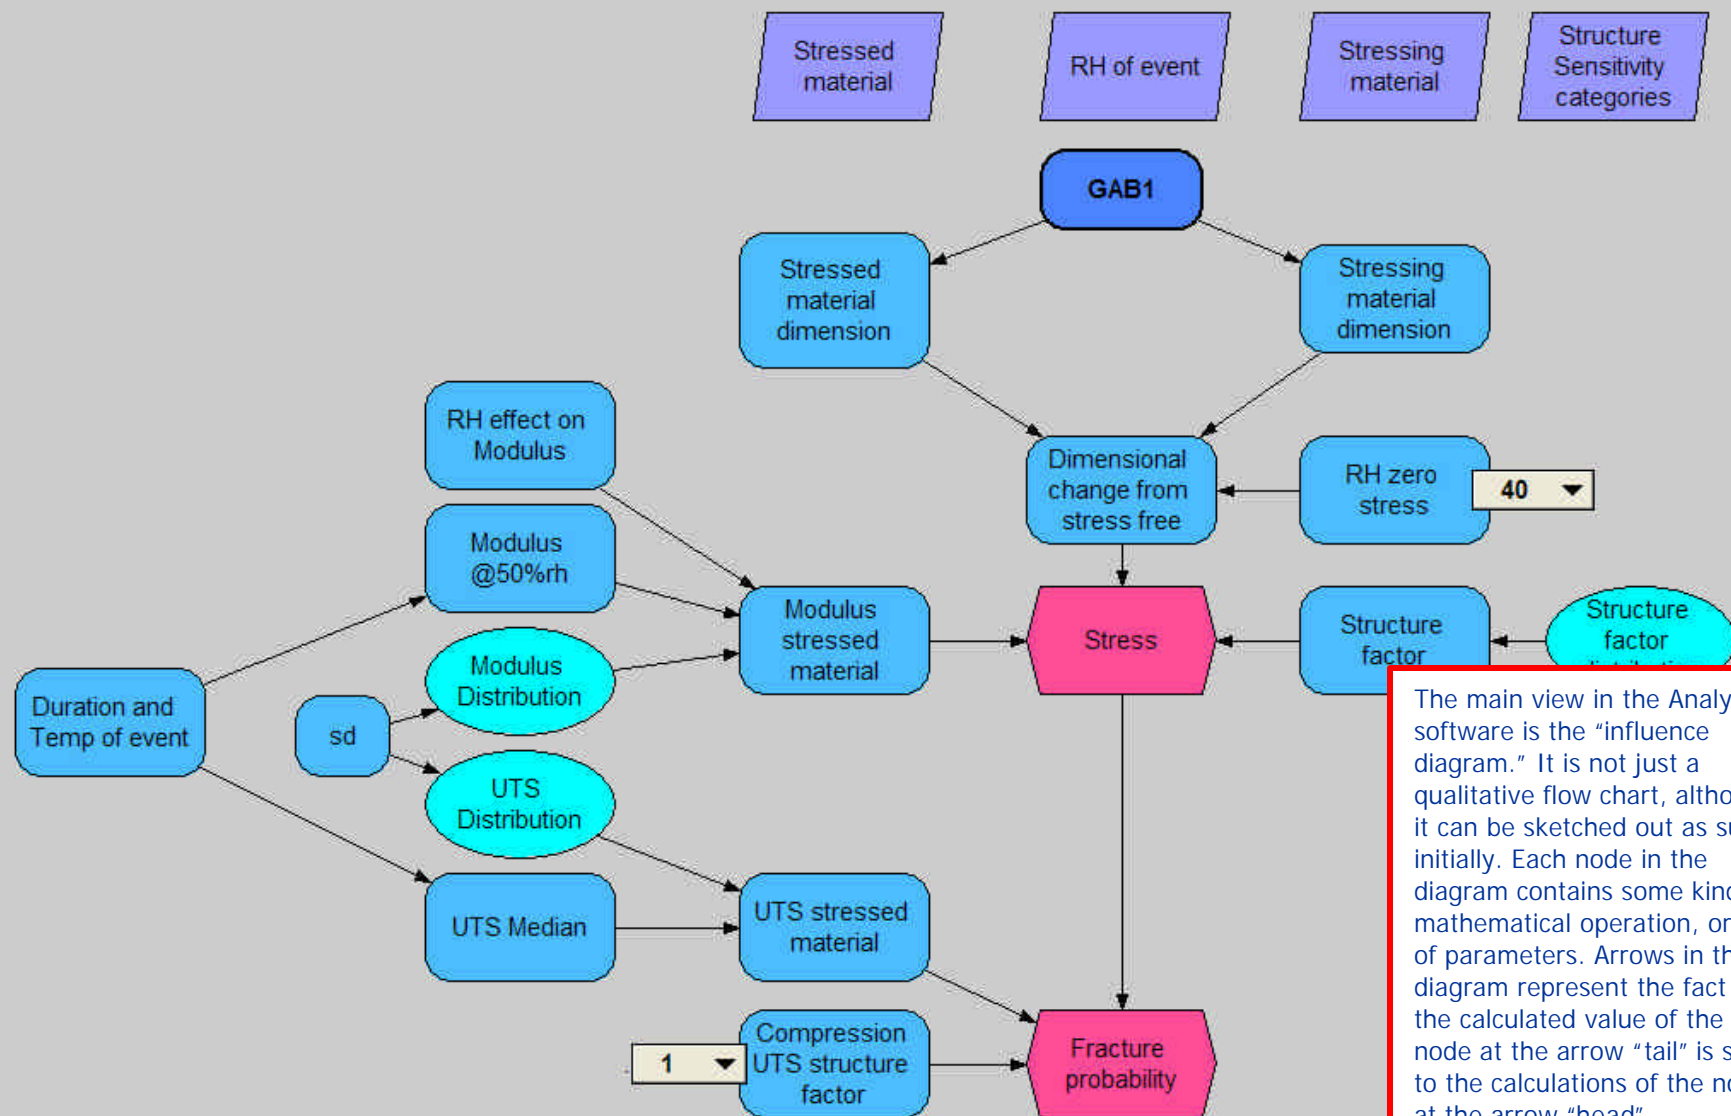 Stressed
material
RH of event
Stressing
material
Structure
Sensitivity
categories
GAB1
Stressed
material
dimension
Stressing
material
dimension
RH effect on
Modulus
Dimensional
change from
stress free
RH zero
stress
40
Modulus
@50%rh
Modulus
stressed
material
Stress
Structure
factor
Structure
factor
Modulus
Distribution
Duration and
Temp of event
sd
UTS
Distribution
UTS Median
UTS stressed
material
1
Compression
UTS structure
factor
Fracture
probability
The main view in the
software is the “influence
diagram.” It is not just a
qualitative flow chart,
it can be sketched out as
initially. Each node in the
diagram contains some
mathematical operation, or
of parameters. Arrows in
diagram represent the fact
the calculated value of the
node at the arrow “tail” is
to the calculations of the
at the arrow “head”